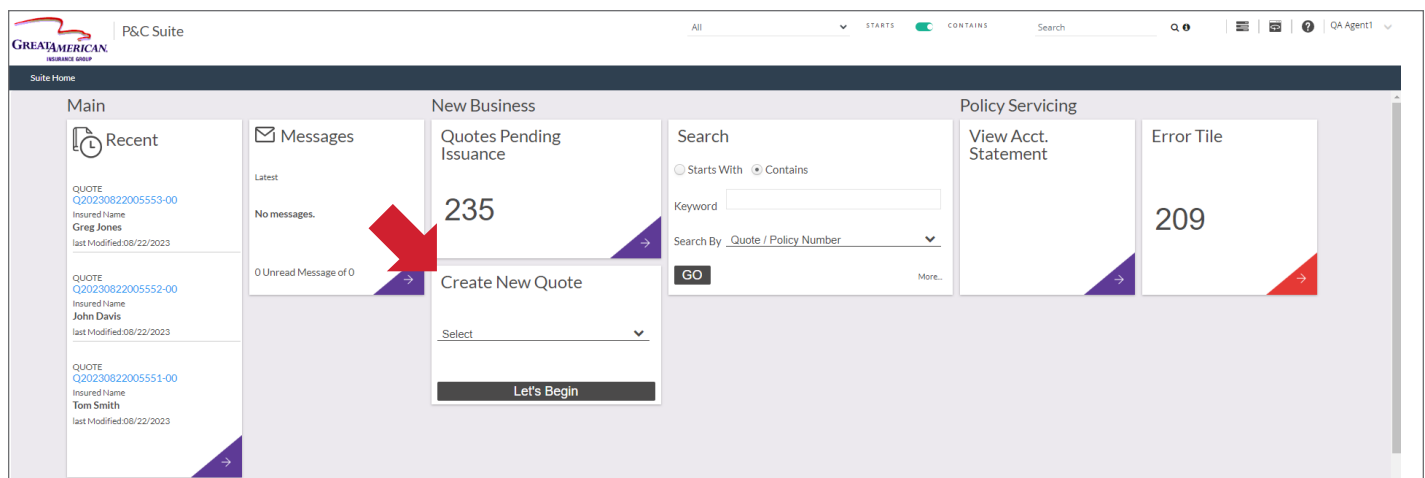 GREATAMERICAN.
INSURANCE GROUP
P&C Suite
All
STARTS
CONTAINS
Search
QA Agent1
Suite Home
Main
New Business
Policy Servicing
Recent
QUOTE
Q20230822005553-00
Insured Name
Greg Jones
last Modified:08/22/2023
QUOTE
Q20230822005552-00
Insured Name
John Davis
last Modified:08/22/2023
QUOTE
Q20230822005551-00
Insured Name
Tom Smith
last Modified:08/22/2023
Messages
Latest
No messages.
0 Unread Message of 0
Quotes Pending
Issuance
235
Create New Quote
Select
Let's Begin
Search
Starts With
Contains
Keyword
Search By Quote / Policy Number
GO
More...
View Acct.
Statement
Error Tile
209